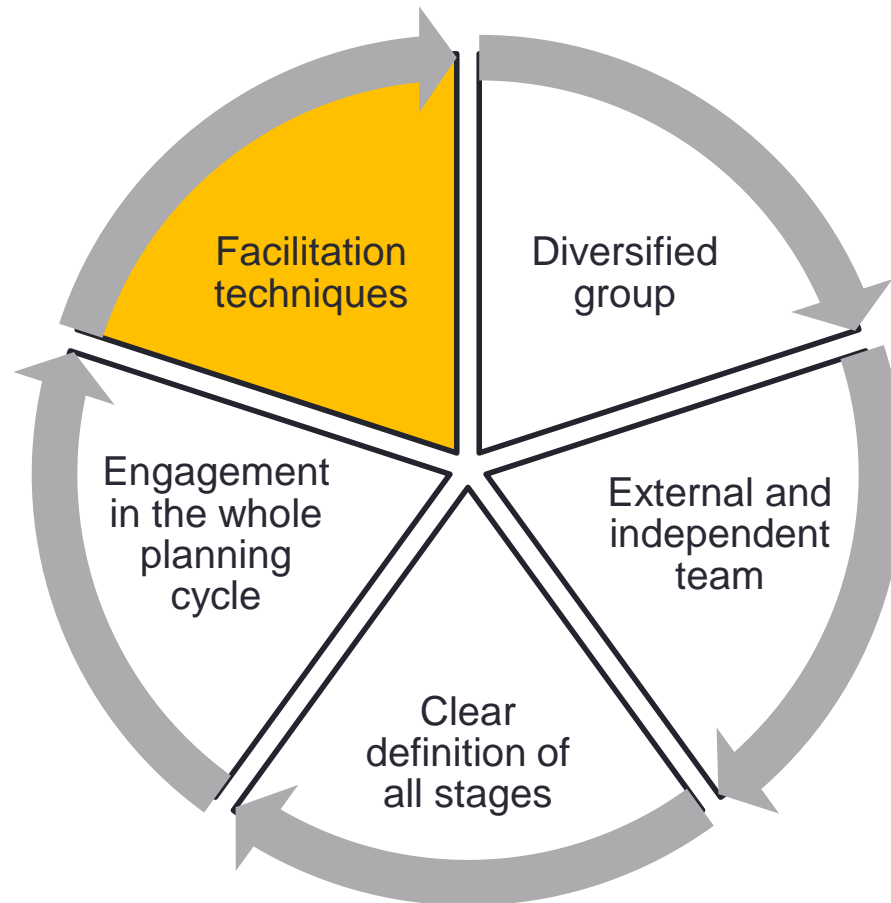 Facilitation
techniques
Diversified
group
External and
independent
team
Clear
definition of
all stages
Engagement
in the whole
planning
cycle